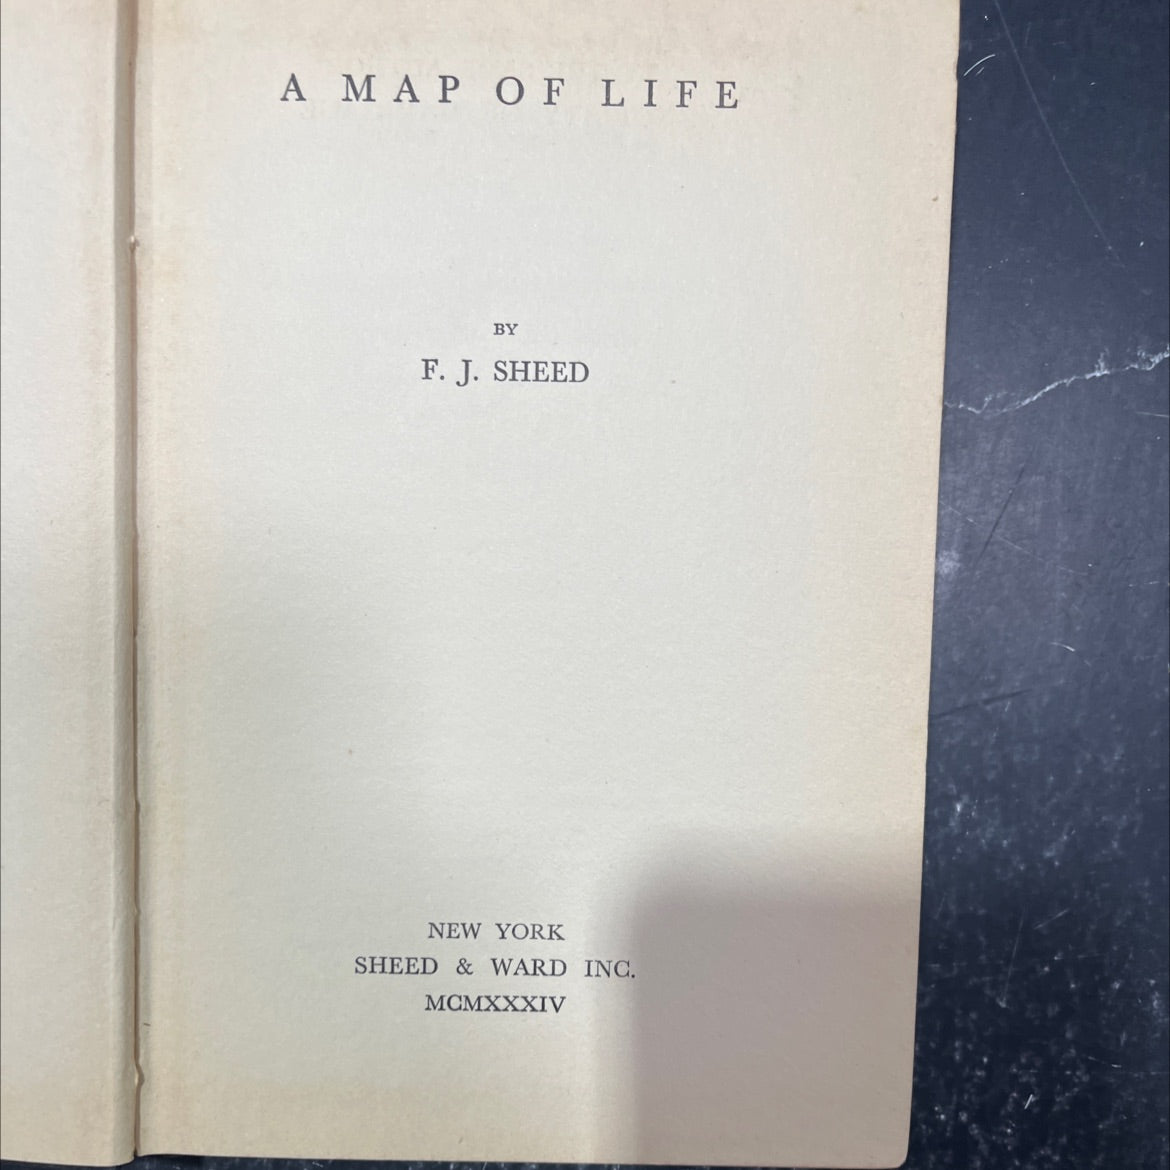 A MAP OF LIFE
BY
F. J. SHEED
NEW YORK
SHEED & WARD INC.
MCMXXXIV